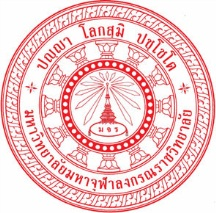 ปญฺญา โลกสฺมิ ปชฺโชโต
ม จ ร
มหาวิทยาลัยมหาจุฬาลงกรณราชวิทยาลัย